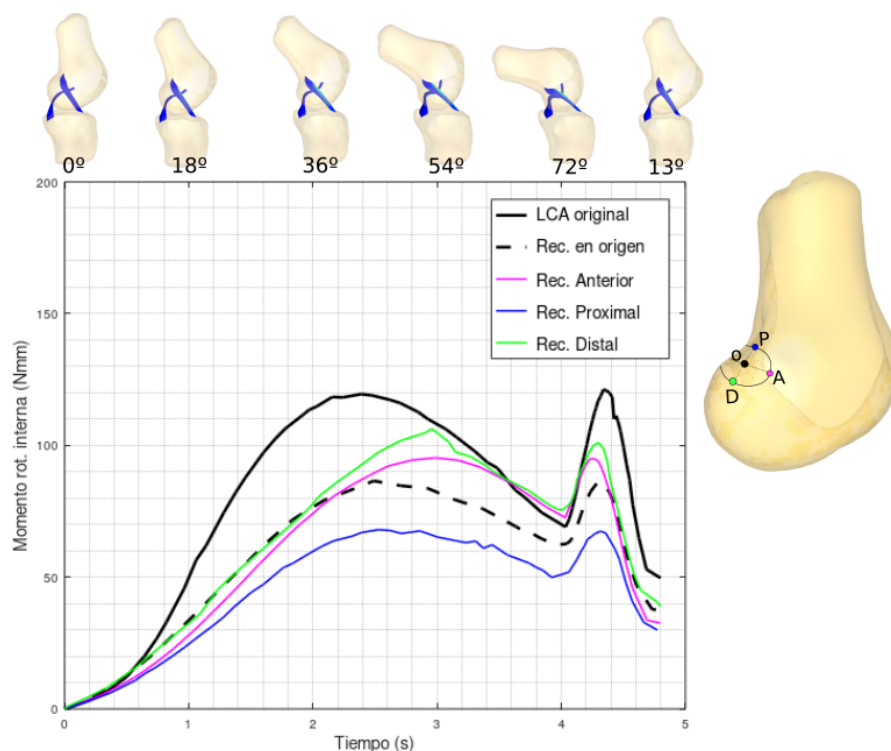 0º 18º 36º 54º 72º 13º
200
150
100
50
0
0 1 2 3 4 5
Momento rot. interna (Nmm)
Tiempo (s)
LCA original
Rec. en origen
Rec. Anterior
Rec. Proximal
Rec. Distal
P
o
A
D